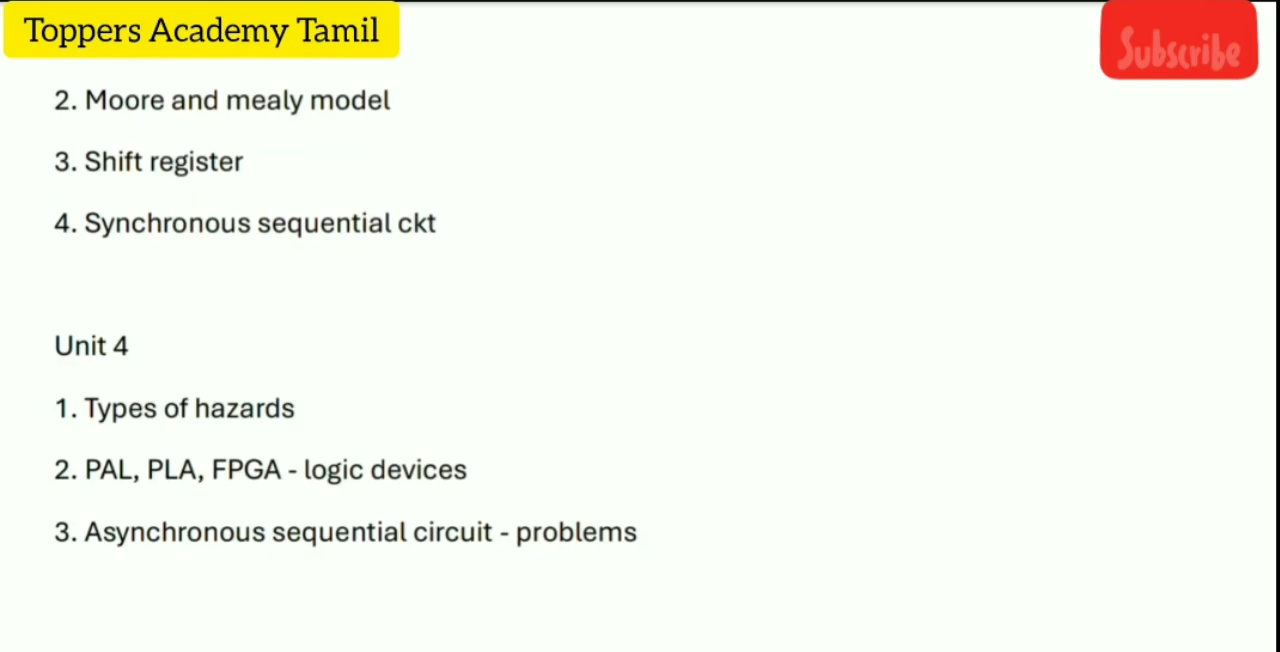 Toppers Academy Tamil
Subscribe
2. Moore and mealy model
3. Shift register
4. Synchronous sequential ckt
Unit 4
1. Types of hazards
2. PAL, PLA, FPGA - logic devices
3. Asynchronous sequential circuit - problems